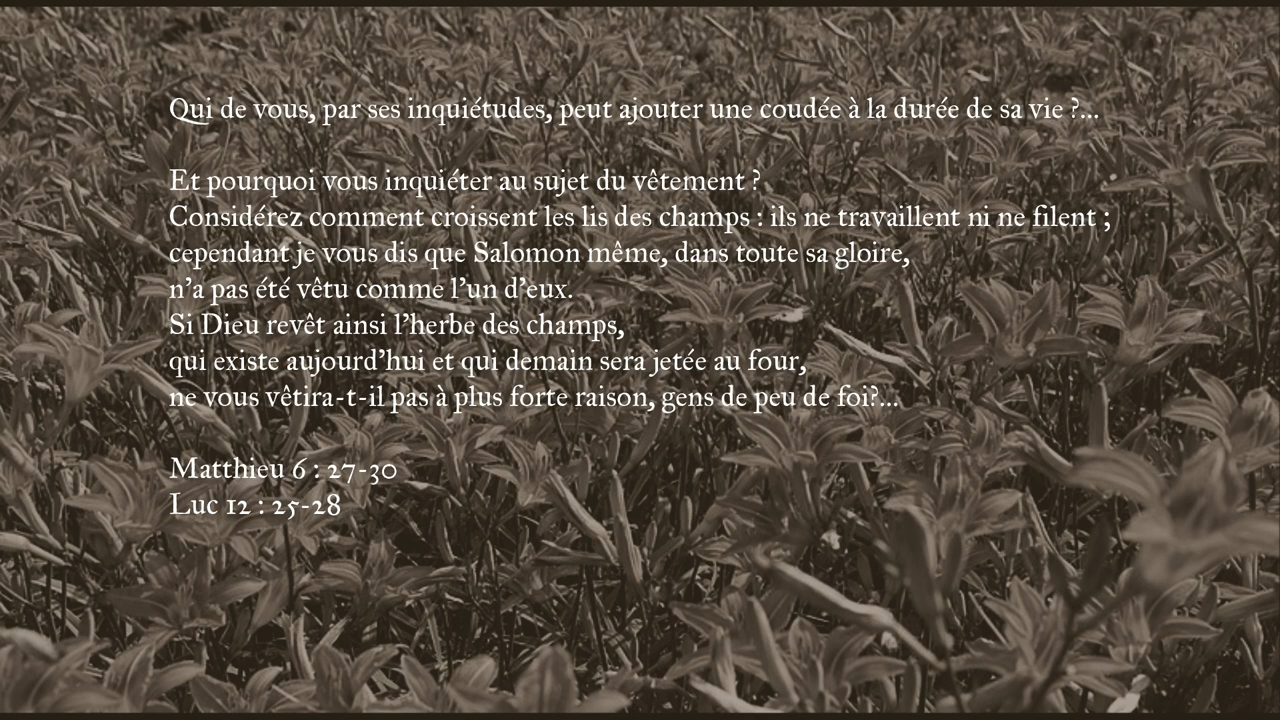 Qui de vous, par ses inquiétudes, peut ajouter une coudée à la durée de sa vie ?...
Et pourquoi vous inquiéter au sujet du vêtement ?
Considérez comment croissent les lis des champs : ils ne travaillent ni ne filent ;
cependant je vous dis que Salomon même, dans toute sa gloire,
n'a pas été vêtu comme l'un d'eux.
Si Dieu revêt ainsi l'herbe des champs,
qui existe aujourd'hui et qui demain sera jetée au four,
ne vous vêtira-t-il pas à plus forte raison, gens de peu de foi?...
Matthieu 6 : 27-30
Luc 12 : 25-28